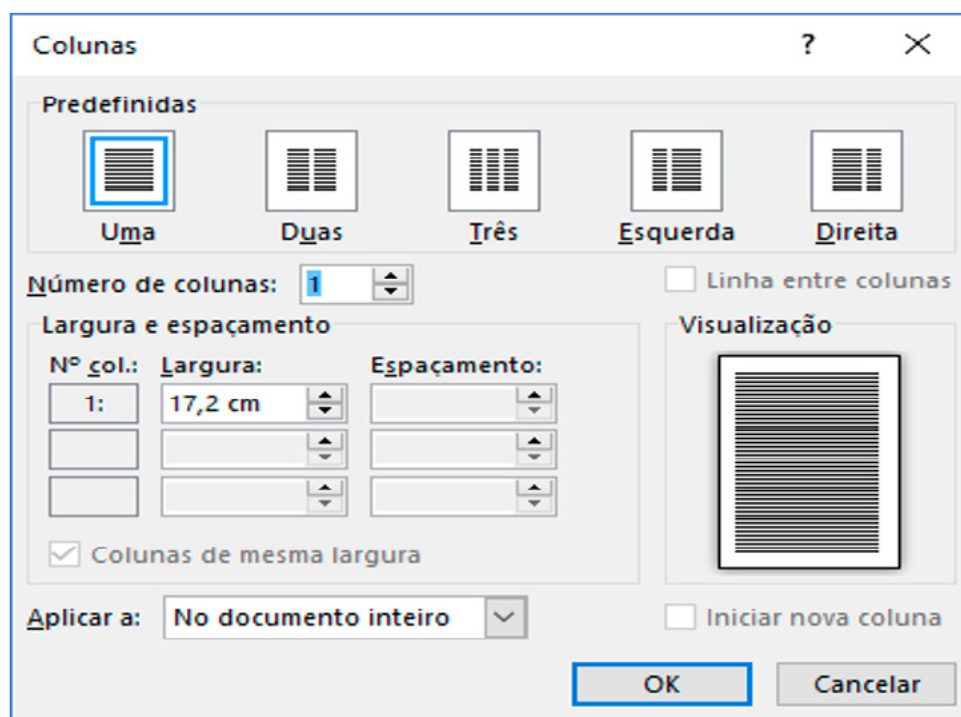 Colunas
Predefinidas
Uma Duas Três Esquerda Direita
Número de colunas: 1 Linha entre colunas
Largura e espaçamento Visualização
Nº col.: Largura: Espaçamento:
1: 17,2 cm
Colunas de mesma largura
Aplicar a: No documento inteiro Iniciar nova coluna
OK Cancelar